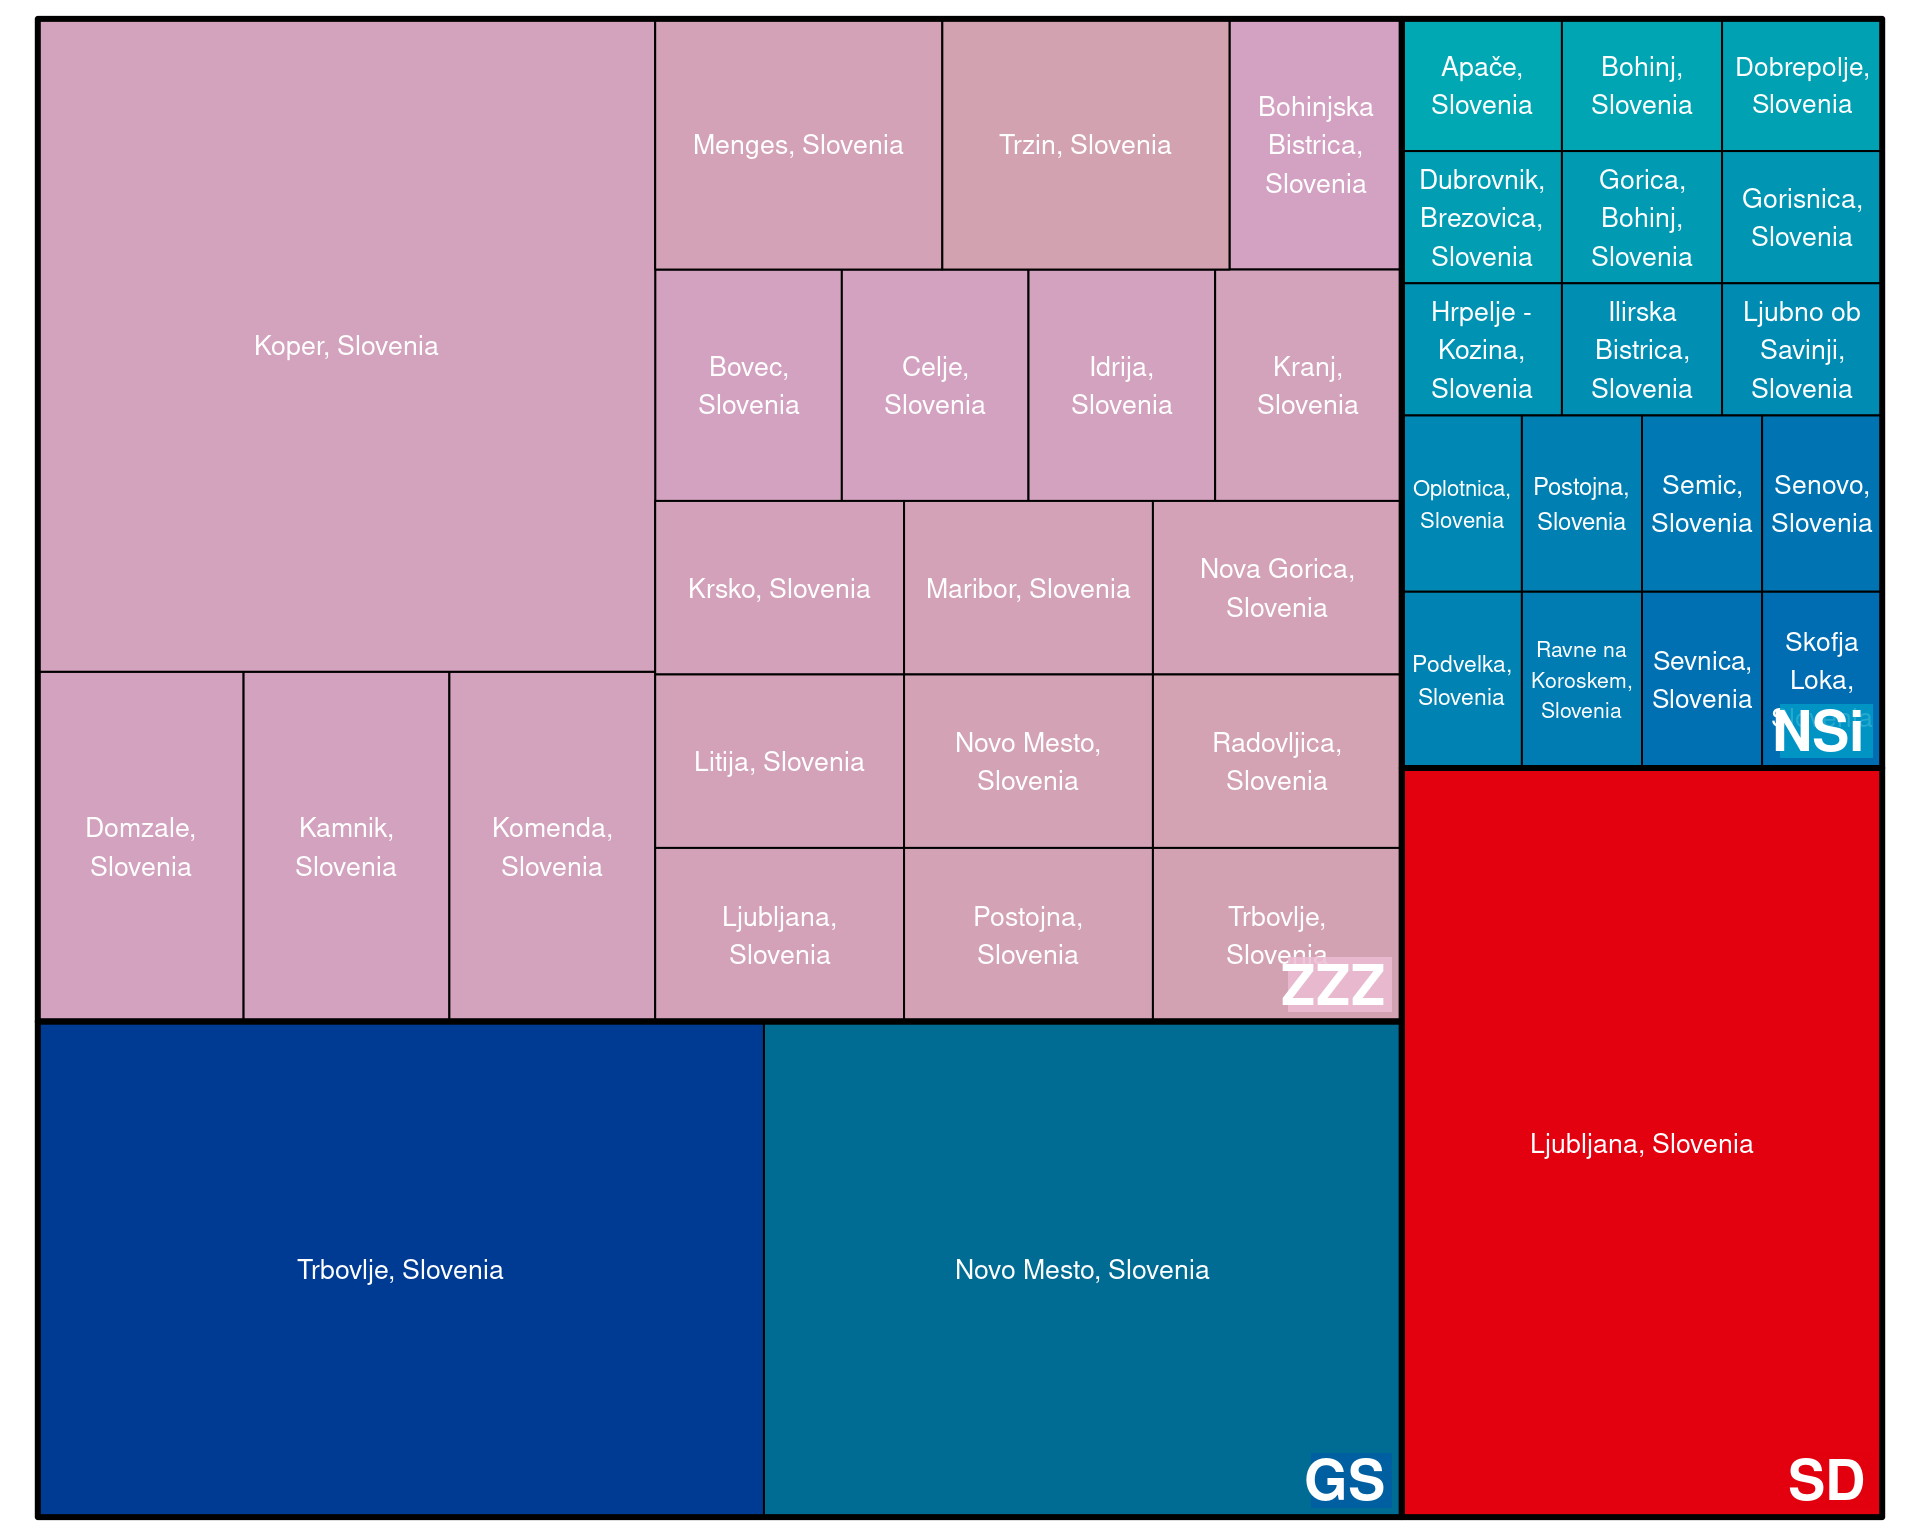 Koper, Slovenia
Menges, Slovenia
Trzin, Slovenia
Bohinjska
Bistrica,
Slovenia
Bovec,
Slovenia
Celje,
Slovenia
Idrija,
Slovenia
Kranj,
Slovenia
Krsko, Slovenia
Maribor, Slovenia
Nova Gorica,
Slovenia
Litija, Slovenia
Novo Mesto,
Slovenia
Radovljica,
Slovenia
Domzale,
Slovenia
Kamnik,
Slovenia
Komenda,
Slovenia
Ljubljana,
Slovenia
Postojna,
Slovenia
Trbovlje,
Slovenia
ZZZ
Apače,
Slovenia
Bohinj,
Slovenia
Dobrepolje,
Slovenia
Dubrovnik,
Brezovica,
Slovenia
Gorica,
Bohinj,
Slovenia
Gorisnica,
Slovenia
Hrpelje -
Kozina,
Slovenia
Ilirska
Bistrica,
Slovenia
Ljubno ob
Savinji,
Slovenia
Oplotnica,
Slovenia
Postojna,
Slovenia
Semic,
Slovenia
Senovo,
Slovenia
Podvelka,
Slovenia
Ravne na
Koroskem,
Slovenia
Sevnica,
Slovenia
Skofja
Loka,
Slovenia
NSi
Trbovlje, Slovenia
Novo Mesto, Slovenia
GS
Ljubljana, Slovenia
SD